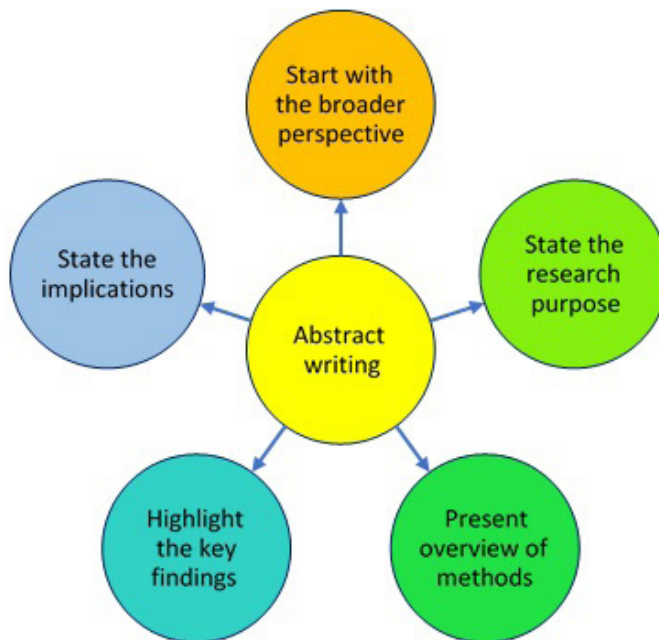 Start with
the broader
perspective
State the
research
purpose
Present
overview of
methods
Highlight
the key
findings
State the
implications
Abstract
writing